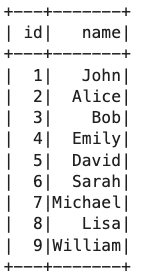 +---+-------+
| id|   name|
+---+-------+
|  1|   John|
|  2|  Alice|
|  3|    Bob|
|  4|  Emily|
|  5|  David|
|  6|  Sarah|
|  7|Michael|
|  8|   Lisa|
|  9|William|
+---+-------+